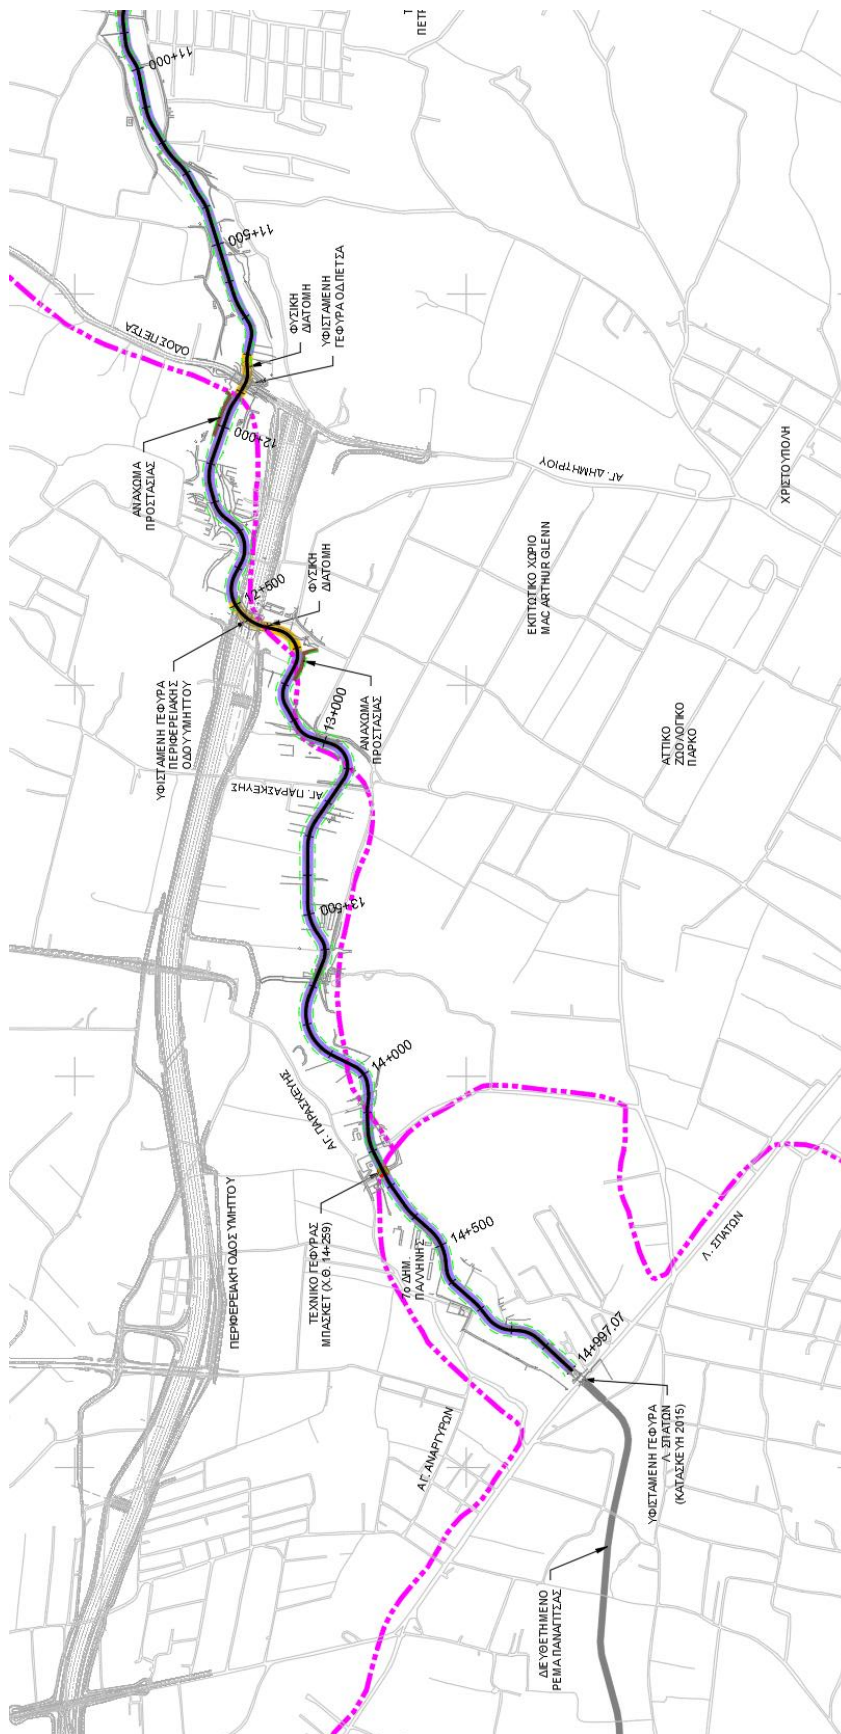 11+000
11+500
ΟΔΟΣ ΠΕΤΣΑ
ΦΥΣΙΚΗ
ΔΙΑΤΟΜΗ
ΥΦΙΣΤΑΜΕΝΗ
ΓΕΦΥΡΑ ΟΔ.ΠΕΤΣΑ
ΑΝΑΧΩΜΑ
ΠΡΟΣΤΑΣΙΑΣ
12+000
ΑΓ. ΔΗΜΗΤΡΙΟΥ
ΧΡΙΣΤΟΥΠΟΛΗ
ΕΚΠΤΩΤΙΚΟ ΧΩΡΙΟ
MAC ARTHUR GLENN
12+500
ΦΥΣΙΚΗ
ΔΙΑΤΟΜΗ
ΥΦΙΣΤΑΜΕΝΗ ΓΕΦΥΡΑ
ΠΕΡΙΦΕΡΕΙΑΚΗΣ
ΟΔΟΥ ΥΜΗΤΤΟΥ
13+000
ΑΝΑΧΩΜΑ
ΠΡΟΣΤΑΣΙΑΣ
ΑΤΤΙΚΟ
ΖΩΟΛΟΓΙΚΟ
ΠΑΡΚΟ
ΑΓ. ΠΑΡΑΣΚΕΥΗΣ
13+500
14+000
ΑΓ. ΠΑΡΑΣΚΕΥΗΣ
ΠΕΡΙΦΕΡΕΙΑΚΗ ΟΔΟΣ ΥΜΗΤΤΟΥ
ΤΕΧΝΙΚΟ ΓΕΦΥΡΑΣ
ΜΠΑΣΚΕΤ (Χ.Θ. 14+259)
7ο ΔΗΜ.
ΠΑΛΛΗΝΗΣ
14+500
Λ. ΣΠΑΤΩΝ
14+997.07
ΑΓ. ΑΝΑΡΓΥΡΩΝ
ΥΦΙΣΤΑΜΕΝΗ ΓΕΦΥΡΑ
Λ. ΣΠΑΤΩΝ
(ΚΑΤΑΣΚΕΥΗ 2015)
ΔΙΕΥΘΕΤΗΜΕΝΟ
ΡΕΜΑ ΠΑΝΑΓΙΤΣΑΣ